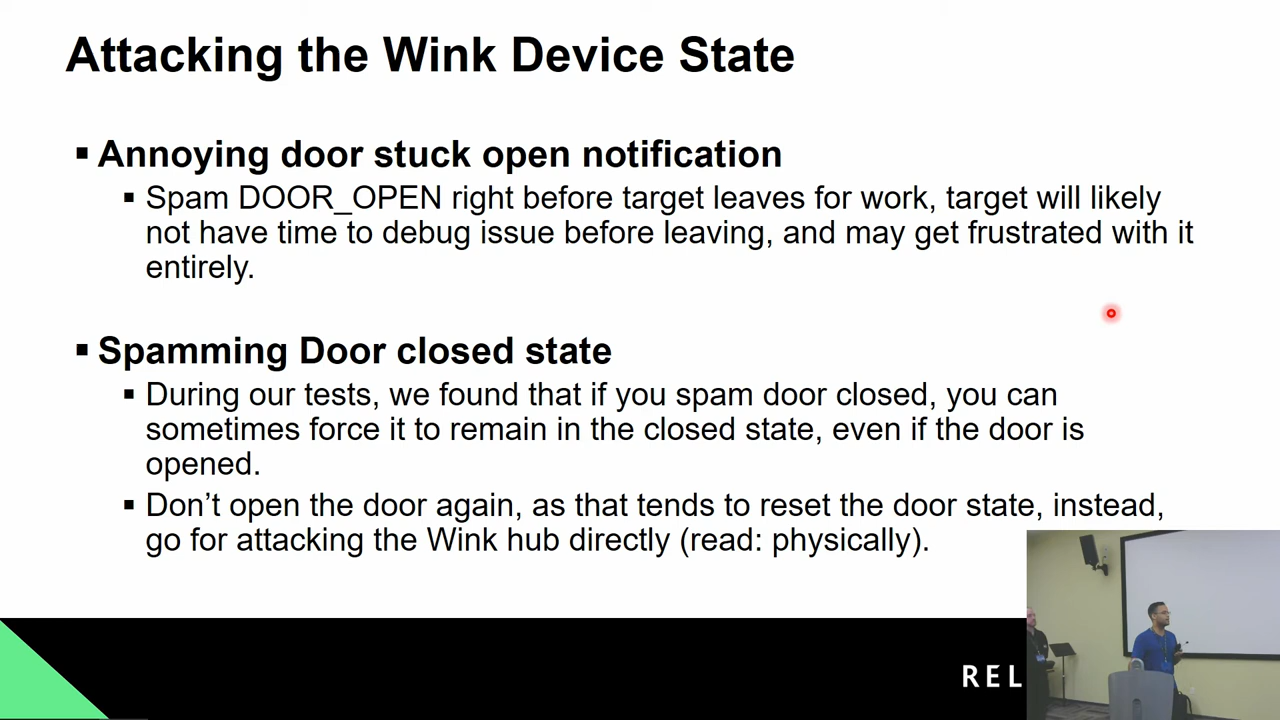 Attacking the Wink Device State
▪ Annoying door stuck open notification
▪ Spam DOOR_OPEN right before target leaves for work, target will likely
not have time to debug issue before leaving, and may get frustrated with it
entirely.
▪ Spamming Door closed state
▪ During our tests, we found that if you spam door closed, you can
sometimes force it to remain in the closed state, even if the door is
opened.
▪ Don’t open the door again, as that tends to reset the door state, instead,
go for attacking the Wink hub directly (read: physically).
REL